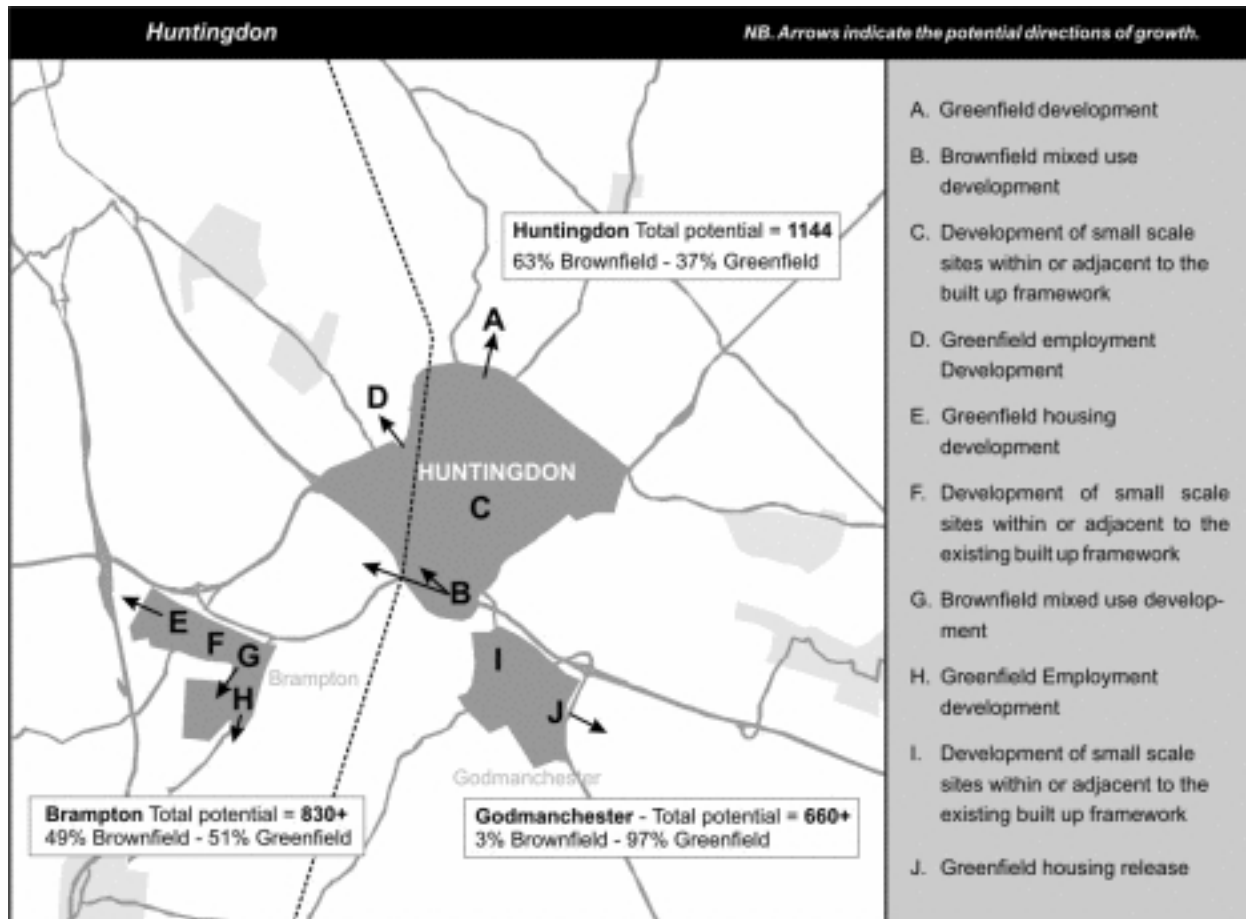 Huntingdon
NB. Arrows indicate the potential directions of growth.
Huntingdon Total potential = 1144
63% Brownfield - 37% Greenfield
A
D
HUNTINGDON
C
B
E
F
G
Brampton
H
I
J
Godmanchester
Brampton Total potential = 830+
49% Brownfield - 51% Greenfield
Godmanchester - Total potential = 660+
3% Brownfield - 97% Greenfield
A. Greenfield development
B. Brownfield mixed use
development
C. Development of small scale
sites within or adjacent to the
built up framework
D. Greenfield employment
Development
E. Greenfield housing
development
F. Development of small scale
sites within or adjacent to the
existing built up framework
G. Brownfield mixed use develop-
ment
H. Greenfield Employment
development
I. Development of small scale
sites within or adjacent to the
existing built up framework
J. Greenfield housing release